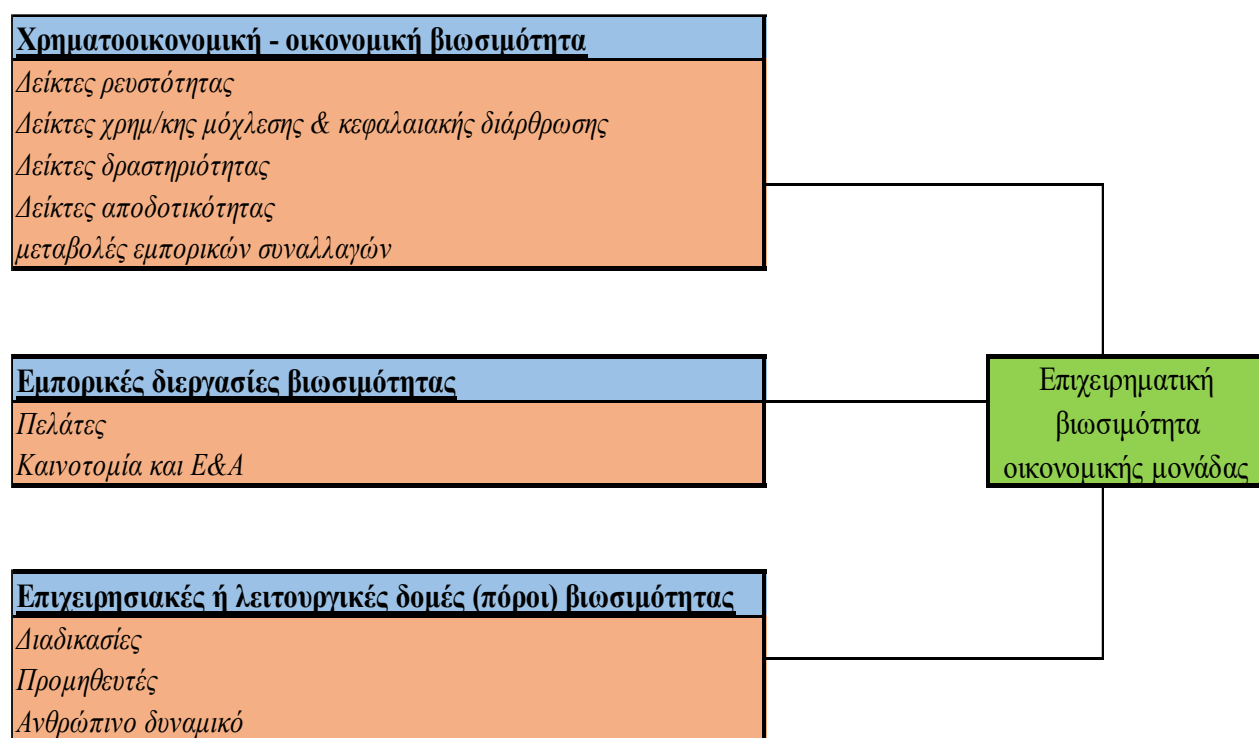 Χρηματοοικονομική - οικονομική βιωσιμότητα
Δείκτες ρευστότητας
Δείκτες χρημ/κης μόχλεσης & κεφαλαιακής διάρθρωσης
Δείκτες δραστηριότητας
Δείκτες αποδοτικότητας
μεταβολές εμπορικών συναλλαγών
Εμπορικές διεργασίες βιωσιμότητας
Πελάτες
Καινοτομία και Ε&Α
Επιχειρηματική
βιωσιμότητα
οικονομικής μονάδας
Επιχειρησιακές ή λειτουργικές δομές (πόροι) βιωσιμότητας
Διαδικασίες
Προμηθευτές
Ανθρώπινο δυναμικό